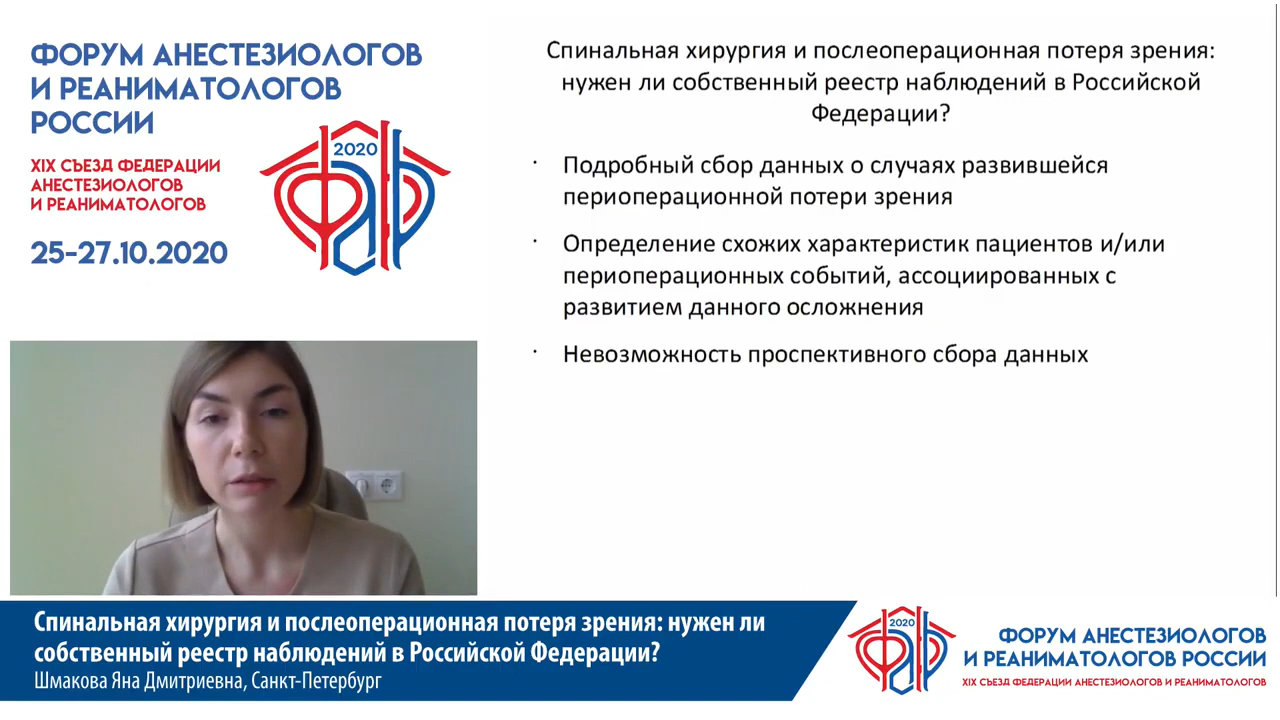 ФОРУМ АНЕСТЕЗИОЛОГОВ
И РЕАНИМАТОЛОГОВ
РОССИИ
XIX СЪЕЗД ФЕДЕРАЦИИ
АНЕСТЕЗИОЛОГОВ
И РЕАНИМАТОЛОГОВ
25-27.10.2020
2020
ФАР
Спинальная хирургия и послеоперационная потеря зрения:
нужен ли собственный реестр наблюдений в Российской
Федерации?
· Подробный сбор данных о случаях развившейся
периоперационной потери зрения
· Определение схожих характеристик пациентов и/или
периоперационных событий, ассоциированных с
развитием данного осложнения
· Невозможность проспективного сбора данных
Спинальная хирургия и послеоперационная потеря зрения: нужен ли
собственный реестр наблюдений в Российской Федерации?
Шмакова Яна Дмитриевна, Санкт-Петербург
2020
ФАР
ФОРУМ АНЕСТЕЗИОЛОГОВ
И РЕАНИМАТОЛОГОВ РОССИИ
XIX СЪЕЗД ФЕДЕРАЦИИ АНЕСТЕЗИОЛОГОВ И РЕАНИМАТОЛОГОВ